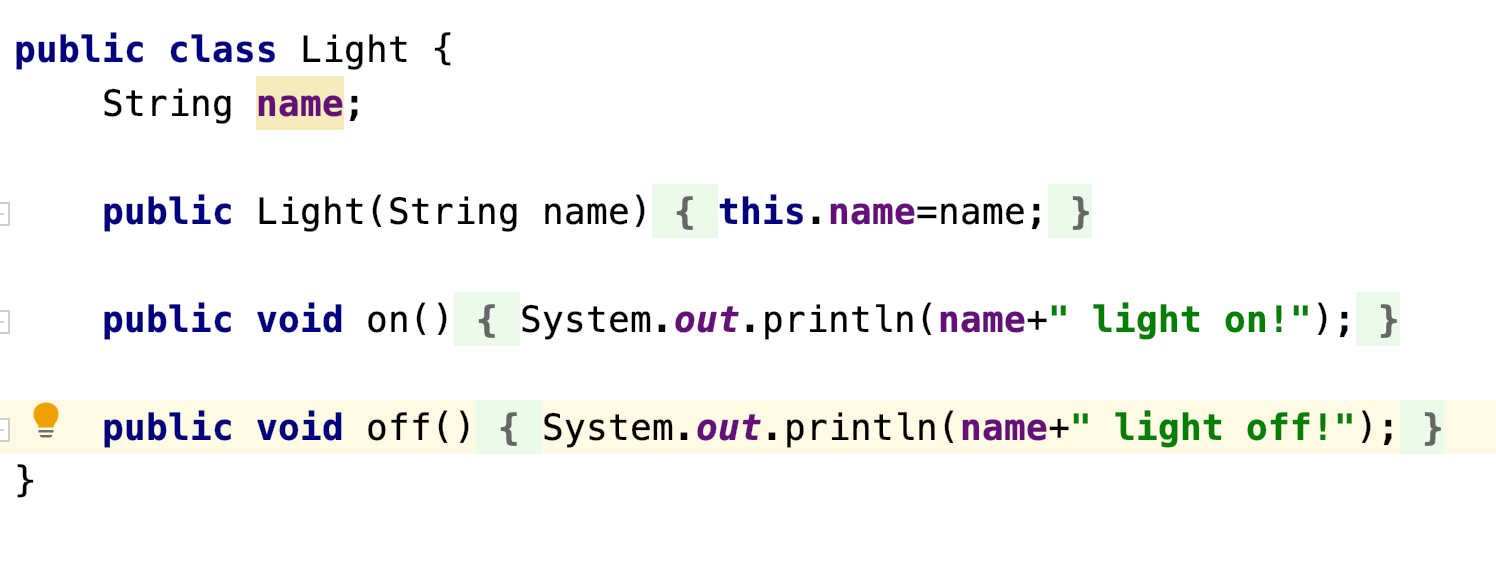 public class Light {
    String name;
    public Light(String name) { this.name=name; }
    public void on() { System.out.println(name+" light on!"); }
    public void off() { System.out.println(name+" light off!"); }
}